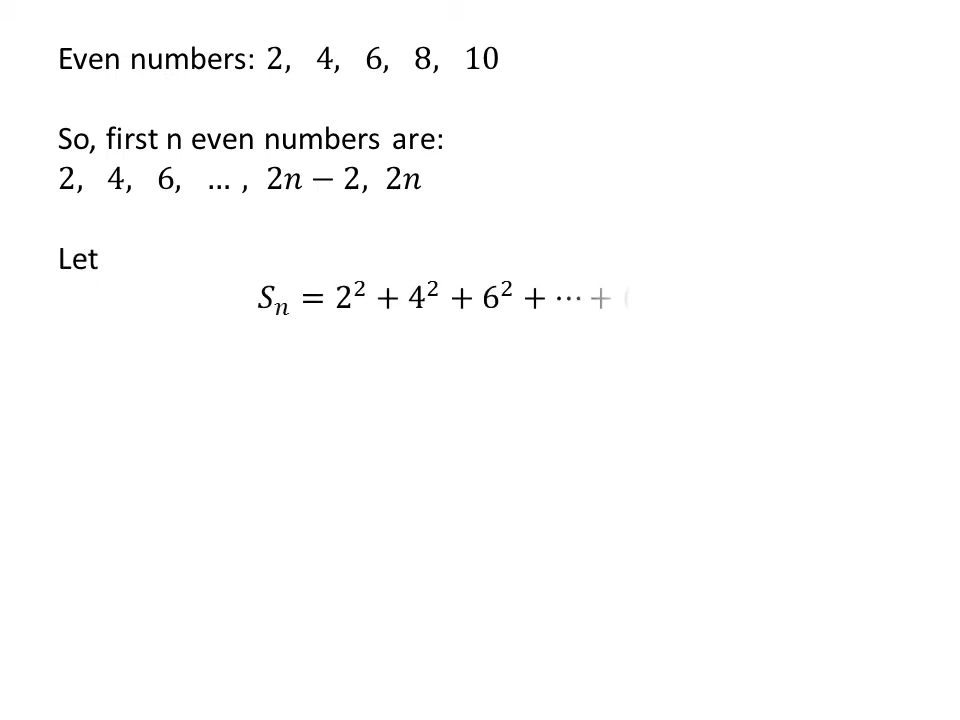 Even numbers: 2, 4, 6, 8, 10
So, first n even numbers are:
2, 4, 6, … , 2𝑛 − 2, 2𝑛
Let
𝑆ₙ = 2² + 4² + 6² + ⋯ + (